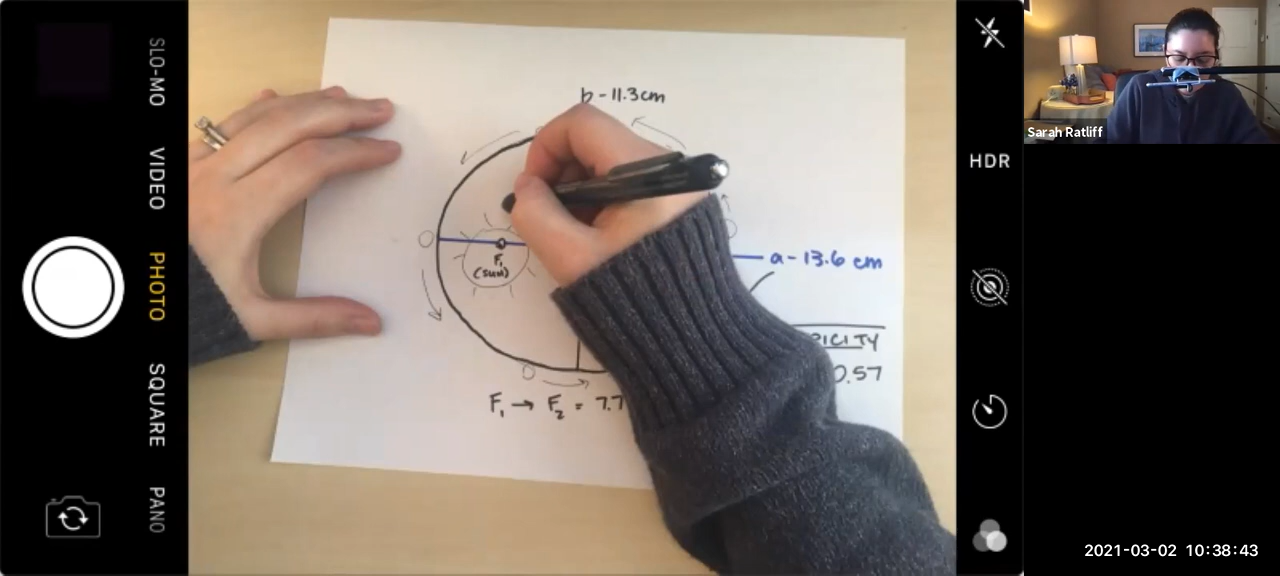 SLO-MO
VIDEO
PHOTO
SQUARE
PANO
b - 11.3cm
F₁
(SUN)
a - 13.6 cm
0.57
F₁ → F₂ = 7.7
HDR
Sarah Ratliff
2021-03-02 10:38:43